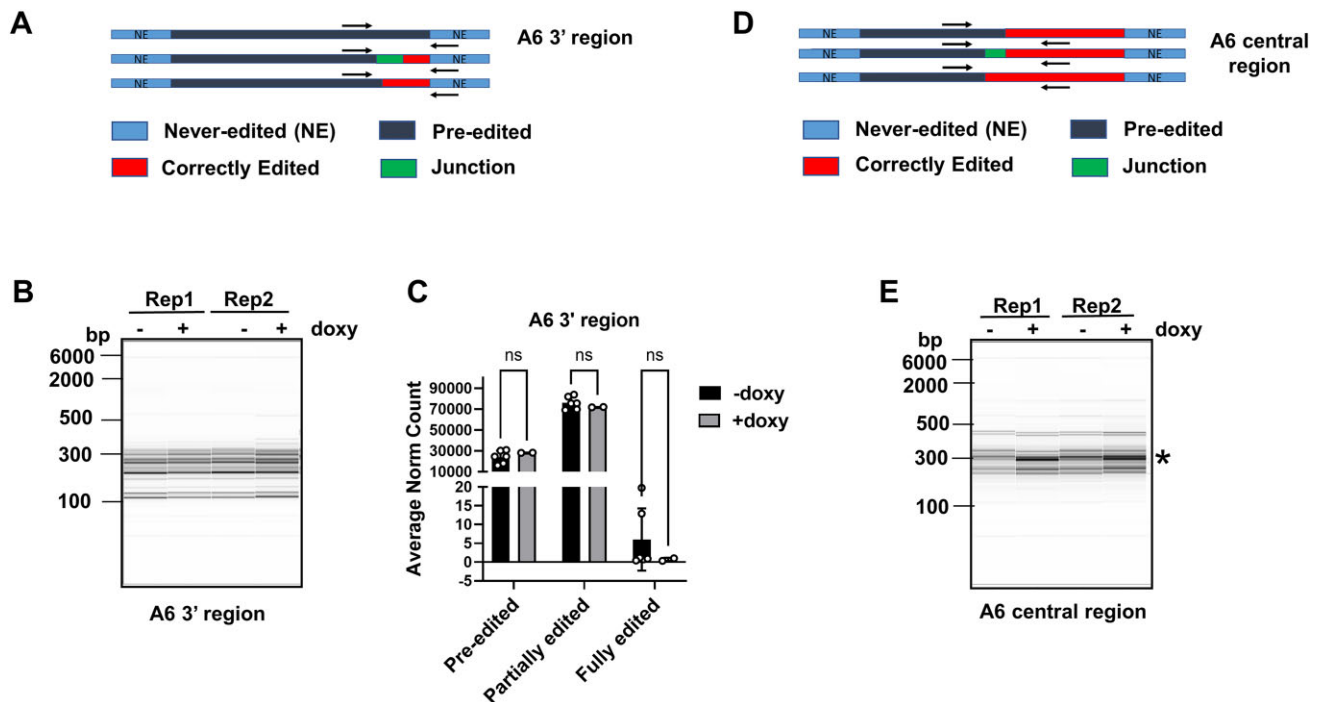 A
NE NE
NE NE
NE NE
A6 3' region
Never-edited (NE) Pre-edited
Correctly Edited Junction
D
NE NE
NE NE
NE NE
A6 central
region
Never-edited (NE) Pre-edited
Correctly Edited Junction
B
Rep1 Rep2
bp - + - + doxy
6000
2000
500
300
100
A6 3' region
C
A6 3' region
ns ns ns
Average Norm Count
90000
70000
50000
30000
10000
20
15
10
5
0
-5
Pre-edited
Partially edited
Fully edited
-doxy
+doxy
E
Rep1 Rep2
bp - + - + doxy
6000
2000
500
300 *
100
A6 central region